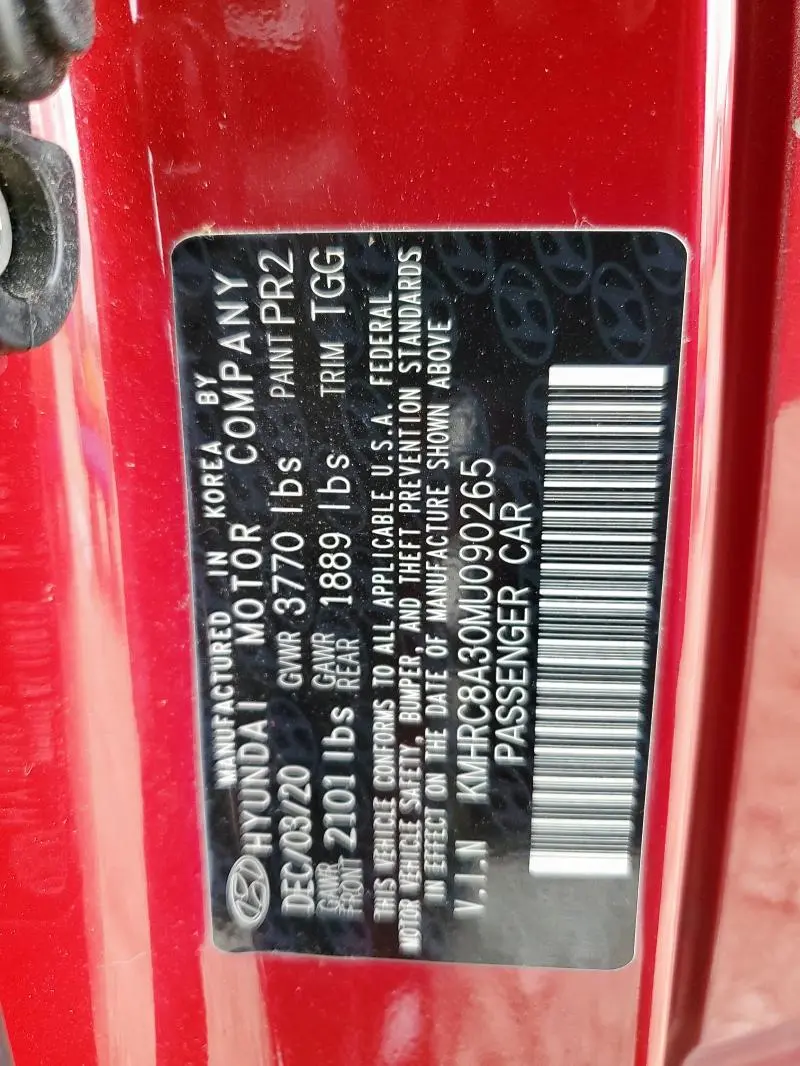 MANUFACTURED IN KOREA BY
HYUNDAI MOTOR COMPANY
DEC/03/20 GVWR 3770 lbs PAINT PR2
GAWR FRONT 2101 lbs GAWR REAR 1889 lbs TRIM TGG
THIS VEHICLE CONFORMS TO ALL APPLICABLE U.S.A. FEDERAL
MOTOR VEHICLE SAFETY, BUMPER, AND THEFT PREVENTION STANDARDS
IN EFFECT ON THE DATE OF MANUFACTURE SHOWN ABOVE
V.I.N KMHRC8A30MU090265
PASSENGER CAR